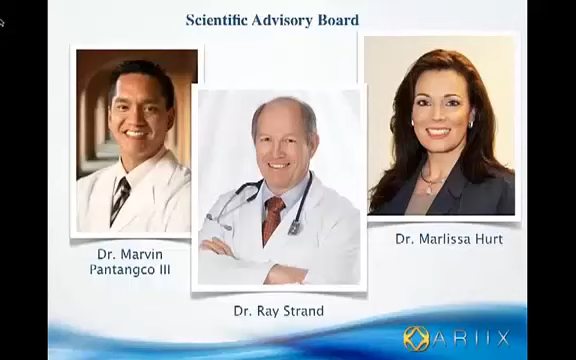 Scientific Advisory Board
Dr. Marvin
Pantangco III
Dr. Ray Strand
Dr. Marlissa Hurt
ARIIX